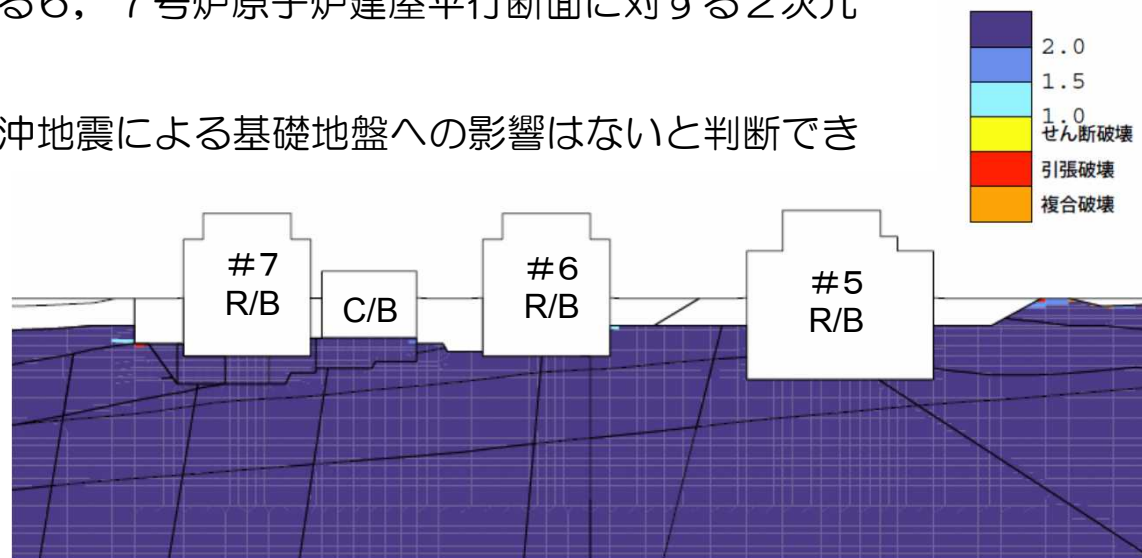 る6，7号炉原子炉建屋平行断面に対する2次元
沖地震による基礎地盤への影響はないと判断でき
2.0
1.5
1.0
せん断破壊
引張破壊
複合破壊
#7
R/B
C/B
#6
R/B
#5
R/B